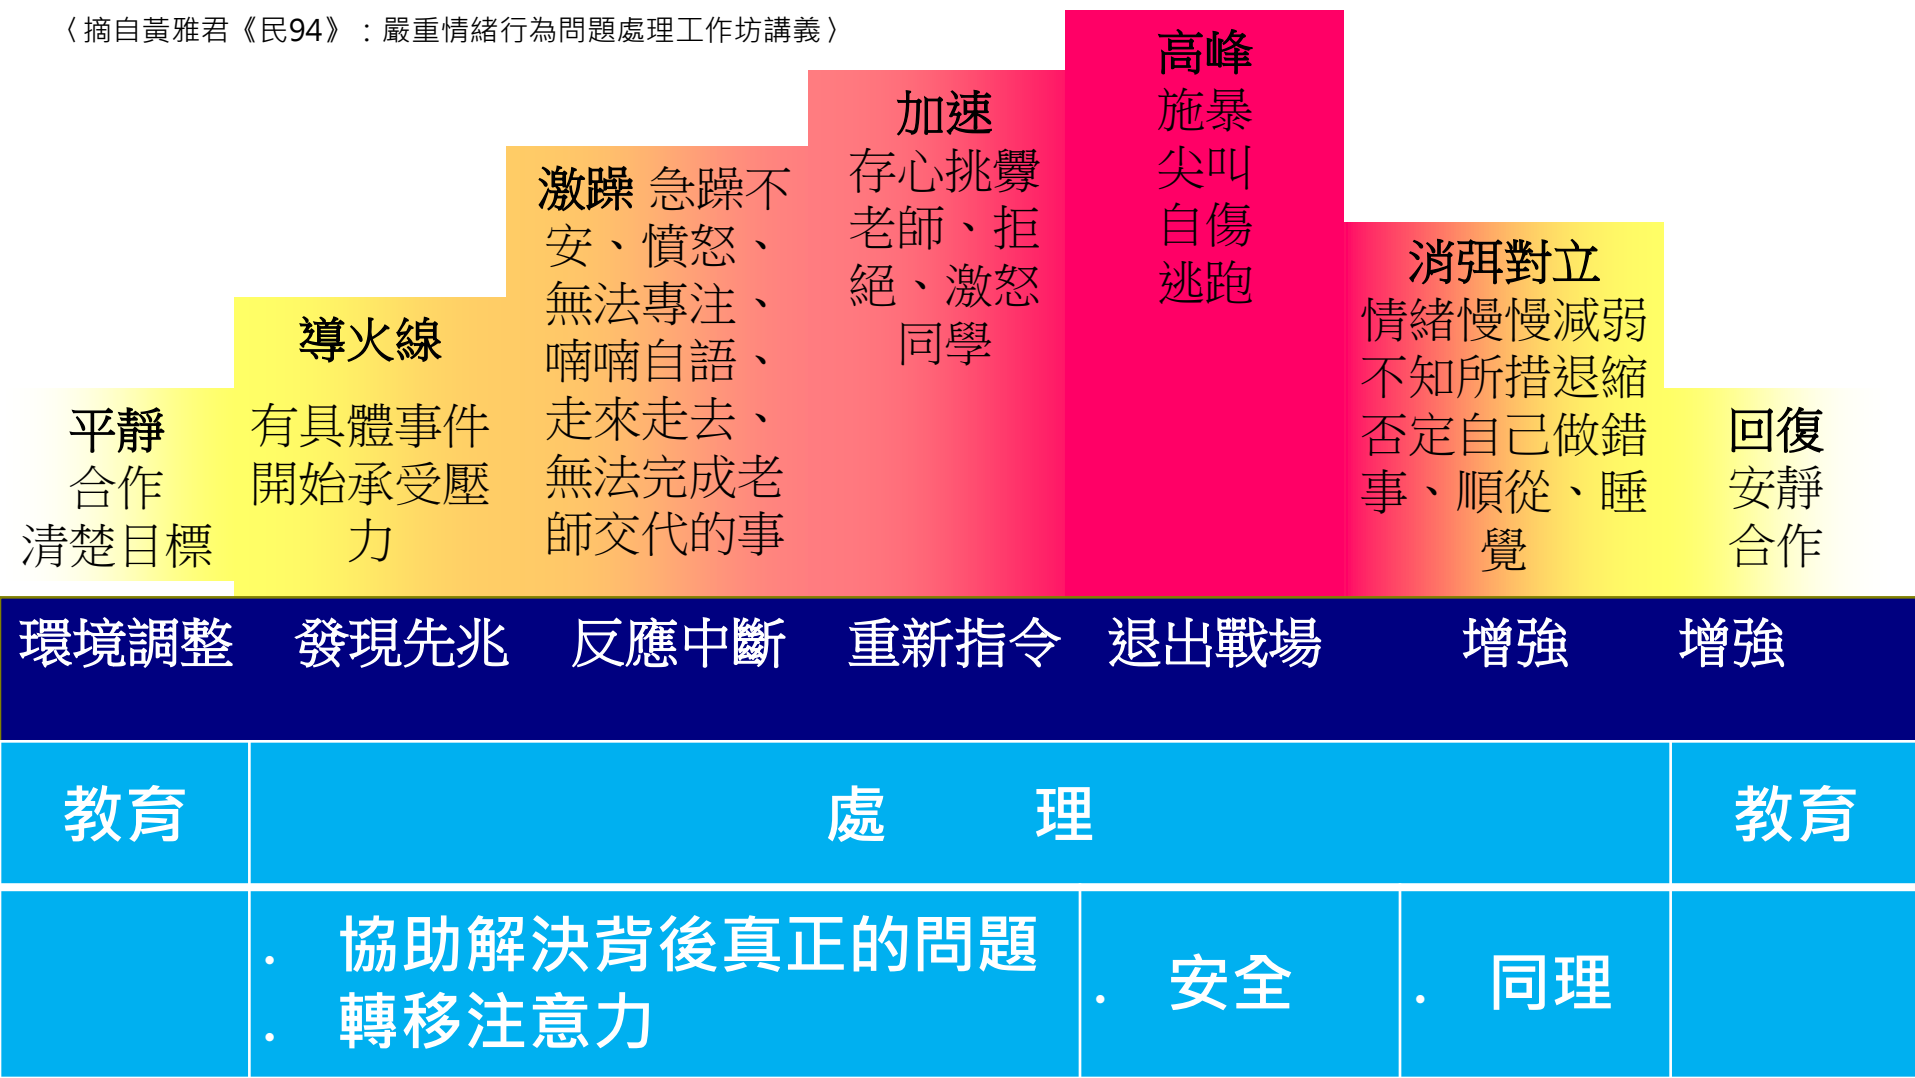 〈摘自黃雅君《民94》：嚴重情緒行為問題處理工作坊講義〉
平靜
合作
清楚目標
導火線
有具體事件
開始承受壓
力
激躁 急躁不
安、憤怒、
無法專注、
喃喃自語、
走來走去、
無法完成老
師交代的事
加速
存心挑釁
老師、拒
絕、激怒
同學
高峰
施暴
尖叫
自傷
逃跑
消弭對立
情緒慢慢減弱
不知所措退縮
否定自己做錯
事、順從、睡
覺
回復
安靜
合作
環境調整 發現先兆 反應中斷 重新指令 退出戰場 增強 增強
教育 處 理 教育
． 協助解決背後真正的問題
． 轉移注意力
． 安全
． 同理